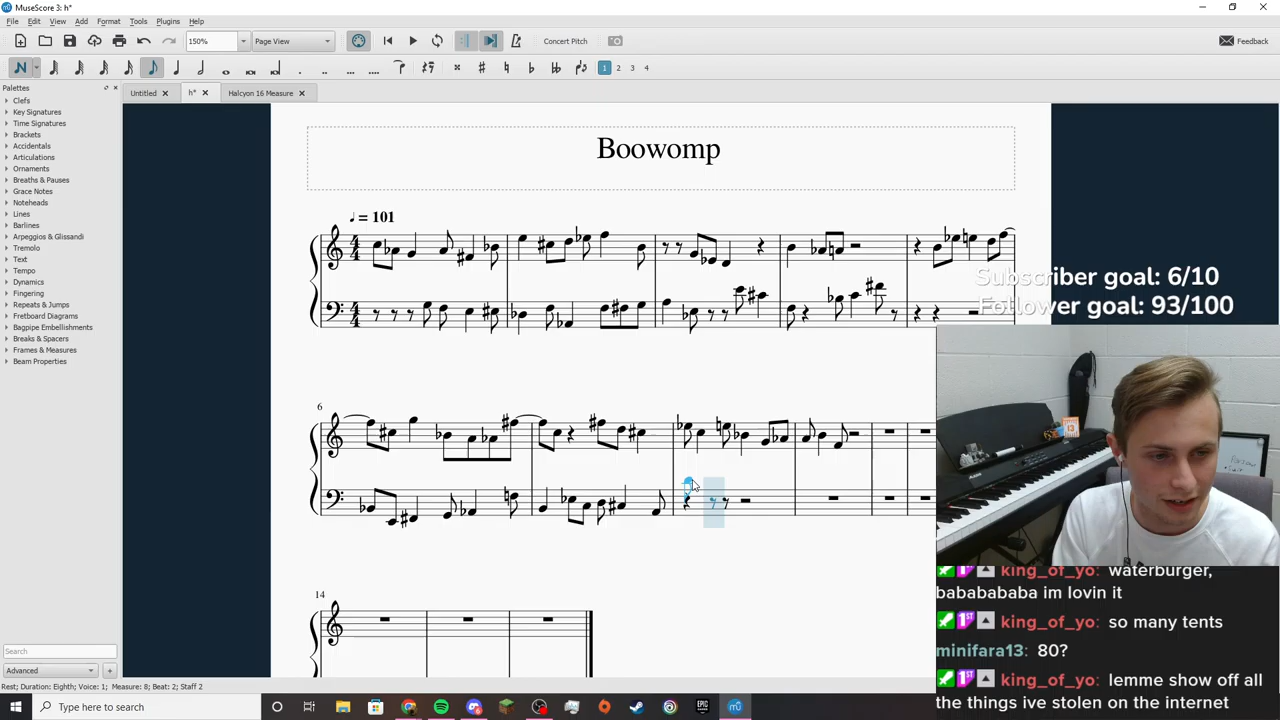 MuseScore 3: h*
File Edit View Add Format Tools Plugins Help
150% Page View Concert Pitch Feedback
1 2 3 4
Palettes
Untitled h* Halcyon 16 Measure
Clefs
Key Signatures
Time Signatures
Brackets
Accidentals
Articulations
Ornaments
Breaths & Pauses
Grace Notes
Noteheads
Lines
Barlines
Arpeggios & Glissandi
Tremolo
Text
Tempo
Dynamics
Fingering
Repeats & Jumps
Fretboard Diagrams
Bagpipe Embellishments
Breaks & Spacers
Frames & Measures
Beam Properties
Boowomp
= 101
Subscriber goal: 6/10
Follower goal: 93/100
6
14
king_of_yo: waterburger,
bababababa im lovin it
king_of_yo: so many tents
minifara13: 80?
king_of_yo: lemme show off all
the things ive stolen on the internet
Search
Advanced
Rest; Duration: Eighth; Voice: 1; Measure: 8; Beat: 2; Staff 2
Type here to search